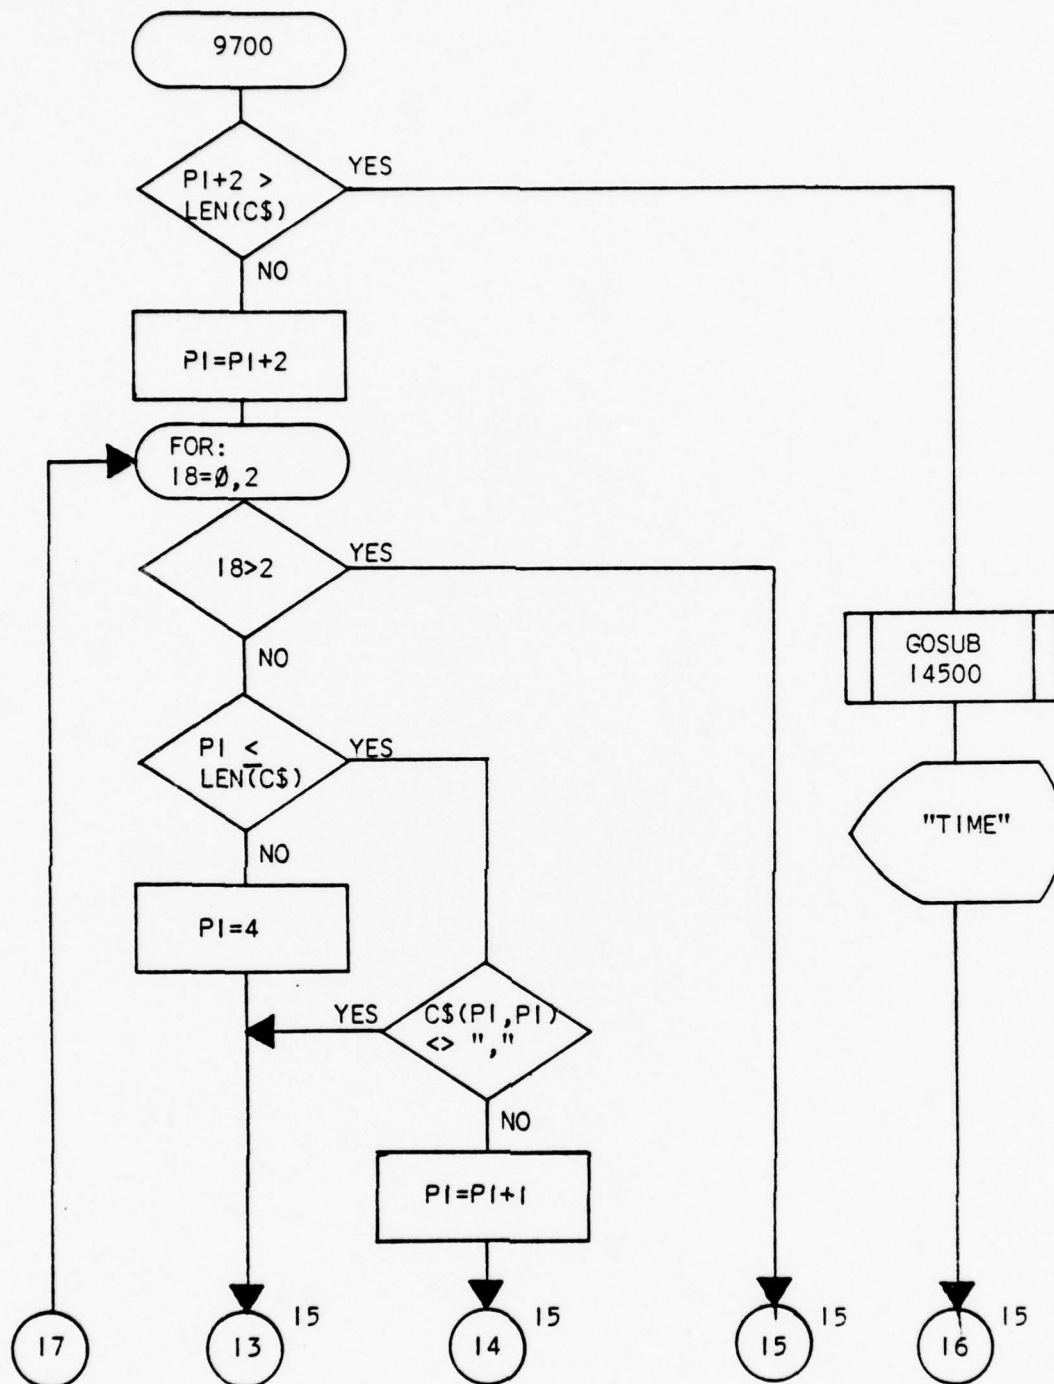 9700
P1+2 >
LEN(C$)
YES
NO
P1=P1+2
FOR:
I8=Ø,2
I8>2
YES
NO
GOSUB
14500
P1 <
LEN(C$)
YES
NO
"TIME"
P1=4
YES
C$(P1,P1)
<> ","
NO
P1=P1+1
17
13
15
14
15
15
15
16
15